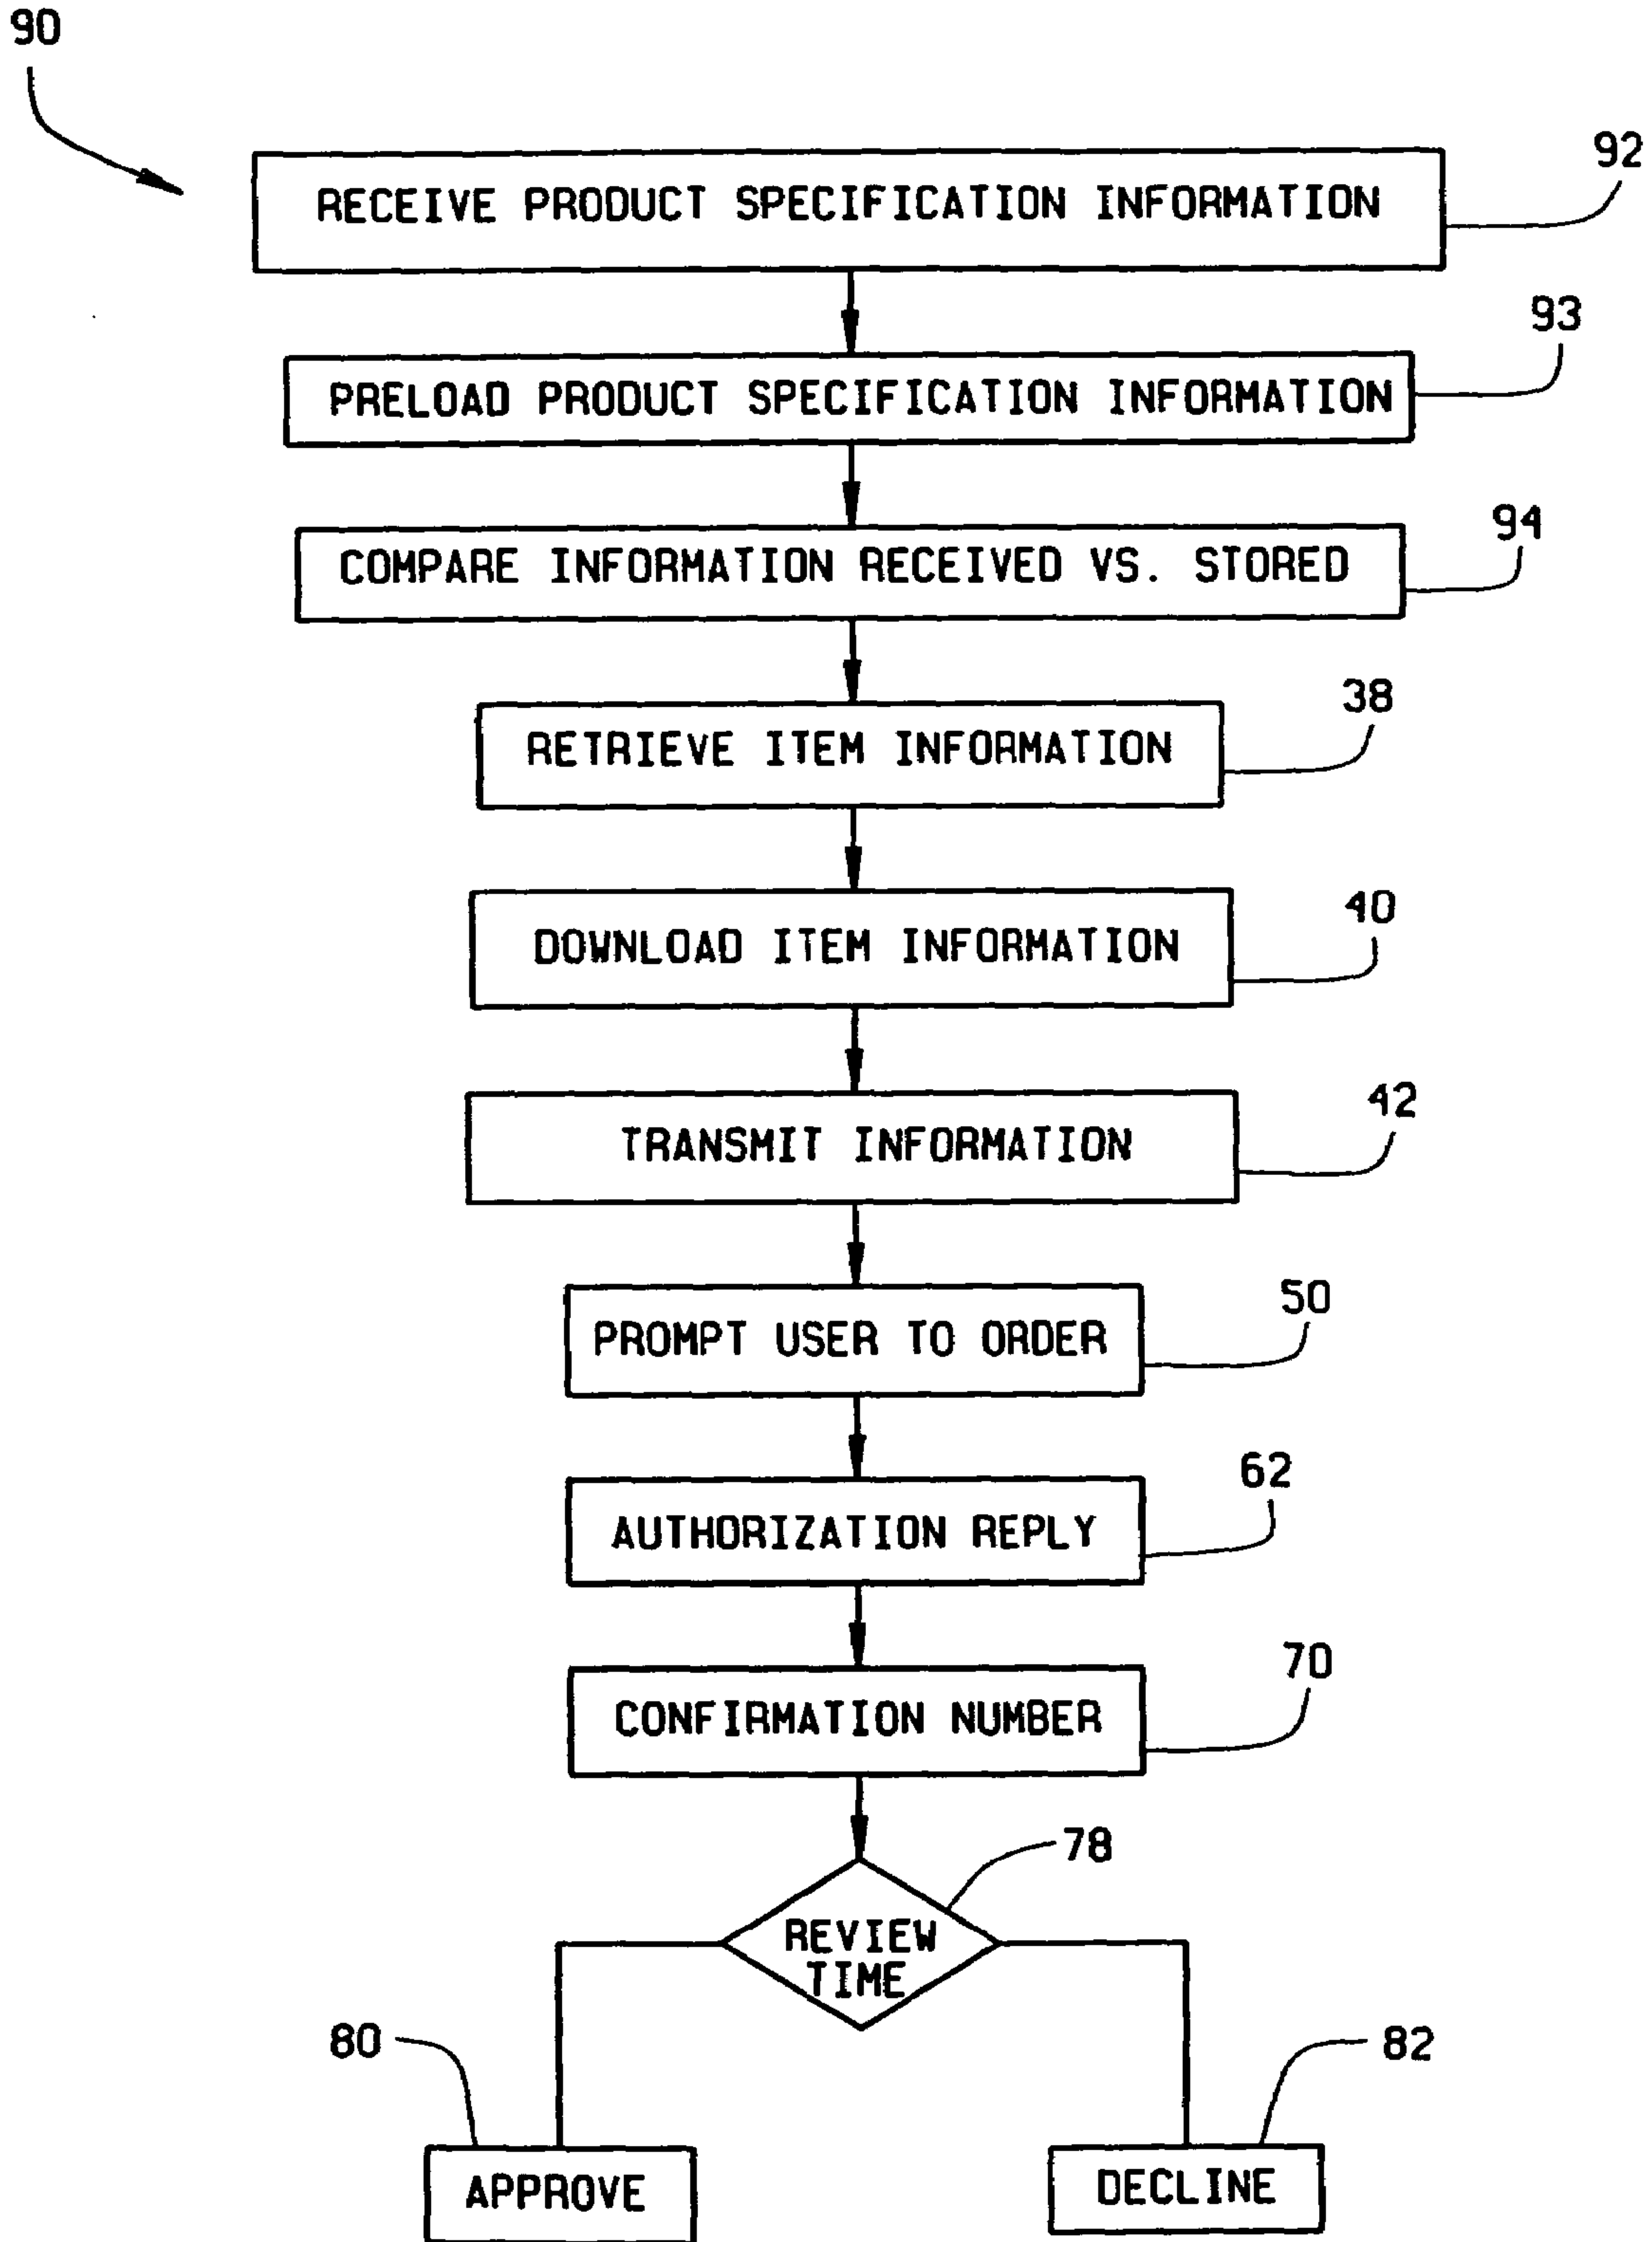 90
RECEIVE PRODUCT SPECIFICATION INFORMATION
92
PRELOAD PRODUCT SPECIFICATION INFORMATION
93
COMPARE INFORMATION RECEIVED VS. STORED
94
RETRIEVE ITEM INFORMATION
38
DOWNLOAD ITEM INFORMATION
40
TRANSMIT INFORMATION
42
PROMPT USER TO ORDER
50
AUTHORIZATION REPLY
62
CONFIRMATION NUMBER
70
78
REVIEW
TIME
80
82
APPROVE
DECLINE